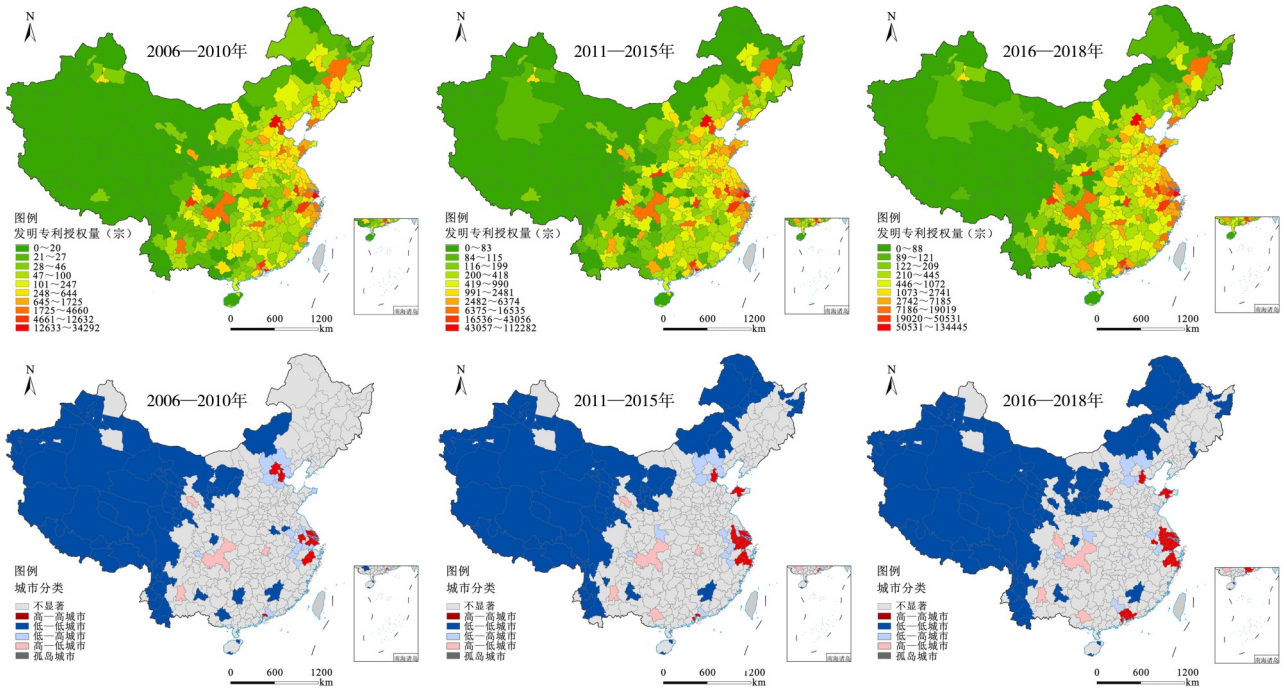 N
2006—2010年
图例
发明专利授权量（宗）
0～20
21～27
28～46
47～100
101～247
248～644
645～1725
1725～4660
4661～12632
12633～34292
0 600 1200
km
南海诸岛
N
2011—2015年
图例
发明专利授权量（宗）
0～83
84～115
116～199
200～418
419～990
991～2481
2482～6374
6375～16535
16536～43056
43057～112282
0 600 1200
km
南海诸岛
N
2016—2018年
图例
发明专利授权量（宗）
0～88
89～121
122～209
210～445
446～1072
1073～2741
2742～7185
7186～19019
19020～50531
50531～134445
0 600 1200
km
南海诸岛
N
2006—2010年
图例
城市分类
不显著
高—高城市
低—低城市
低—高城市
高—低城市
孤岛城市
0 600 1200
km
南海诸岛
N
2011—2015年
图例
城市分类
不显著
高—高城市
低—低城市
低—高城市
高—低城市
孤岛城市
0 600 1200
km
南海诸岛
N
2016—2018年
图例
城市分类
不显著
高—高城市
低—低城市
低—高城市
高—低城市
孤岛城市
0 600 1200
km
南海诸岛